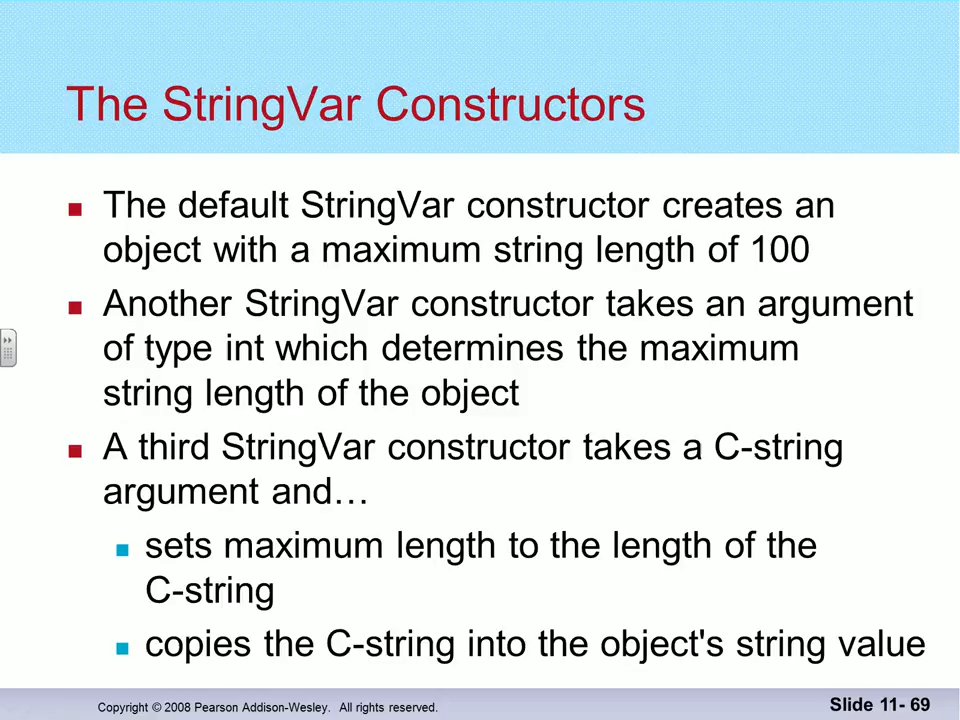 The StringVar Constructors
The default StringVar constructor creates an
object with a maximum string length of 100
Another StringVar constructor takes an argument
of type int which determines the maximum
string length of the object
A third StringVar constructor takes a C-string
argument and…
sets maximum length to the length of the
C-string
copies the C-string into the object's string value
Copyright © 2008 Pearson Addison-Wesley. All rights reserved.
Slide 11- 69